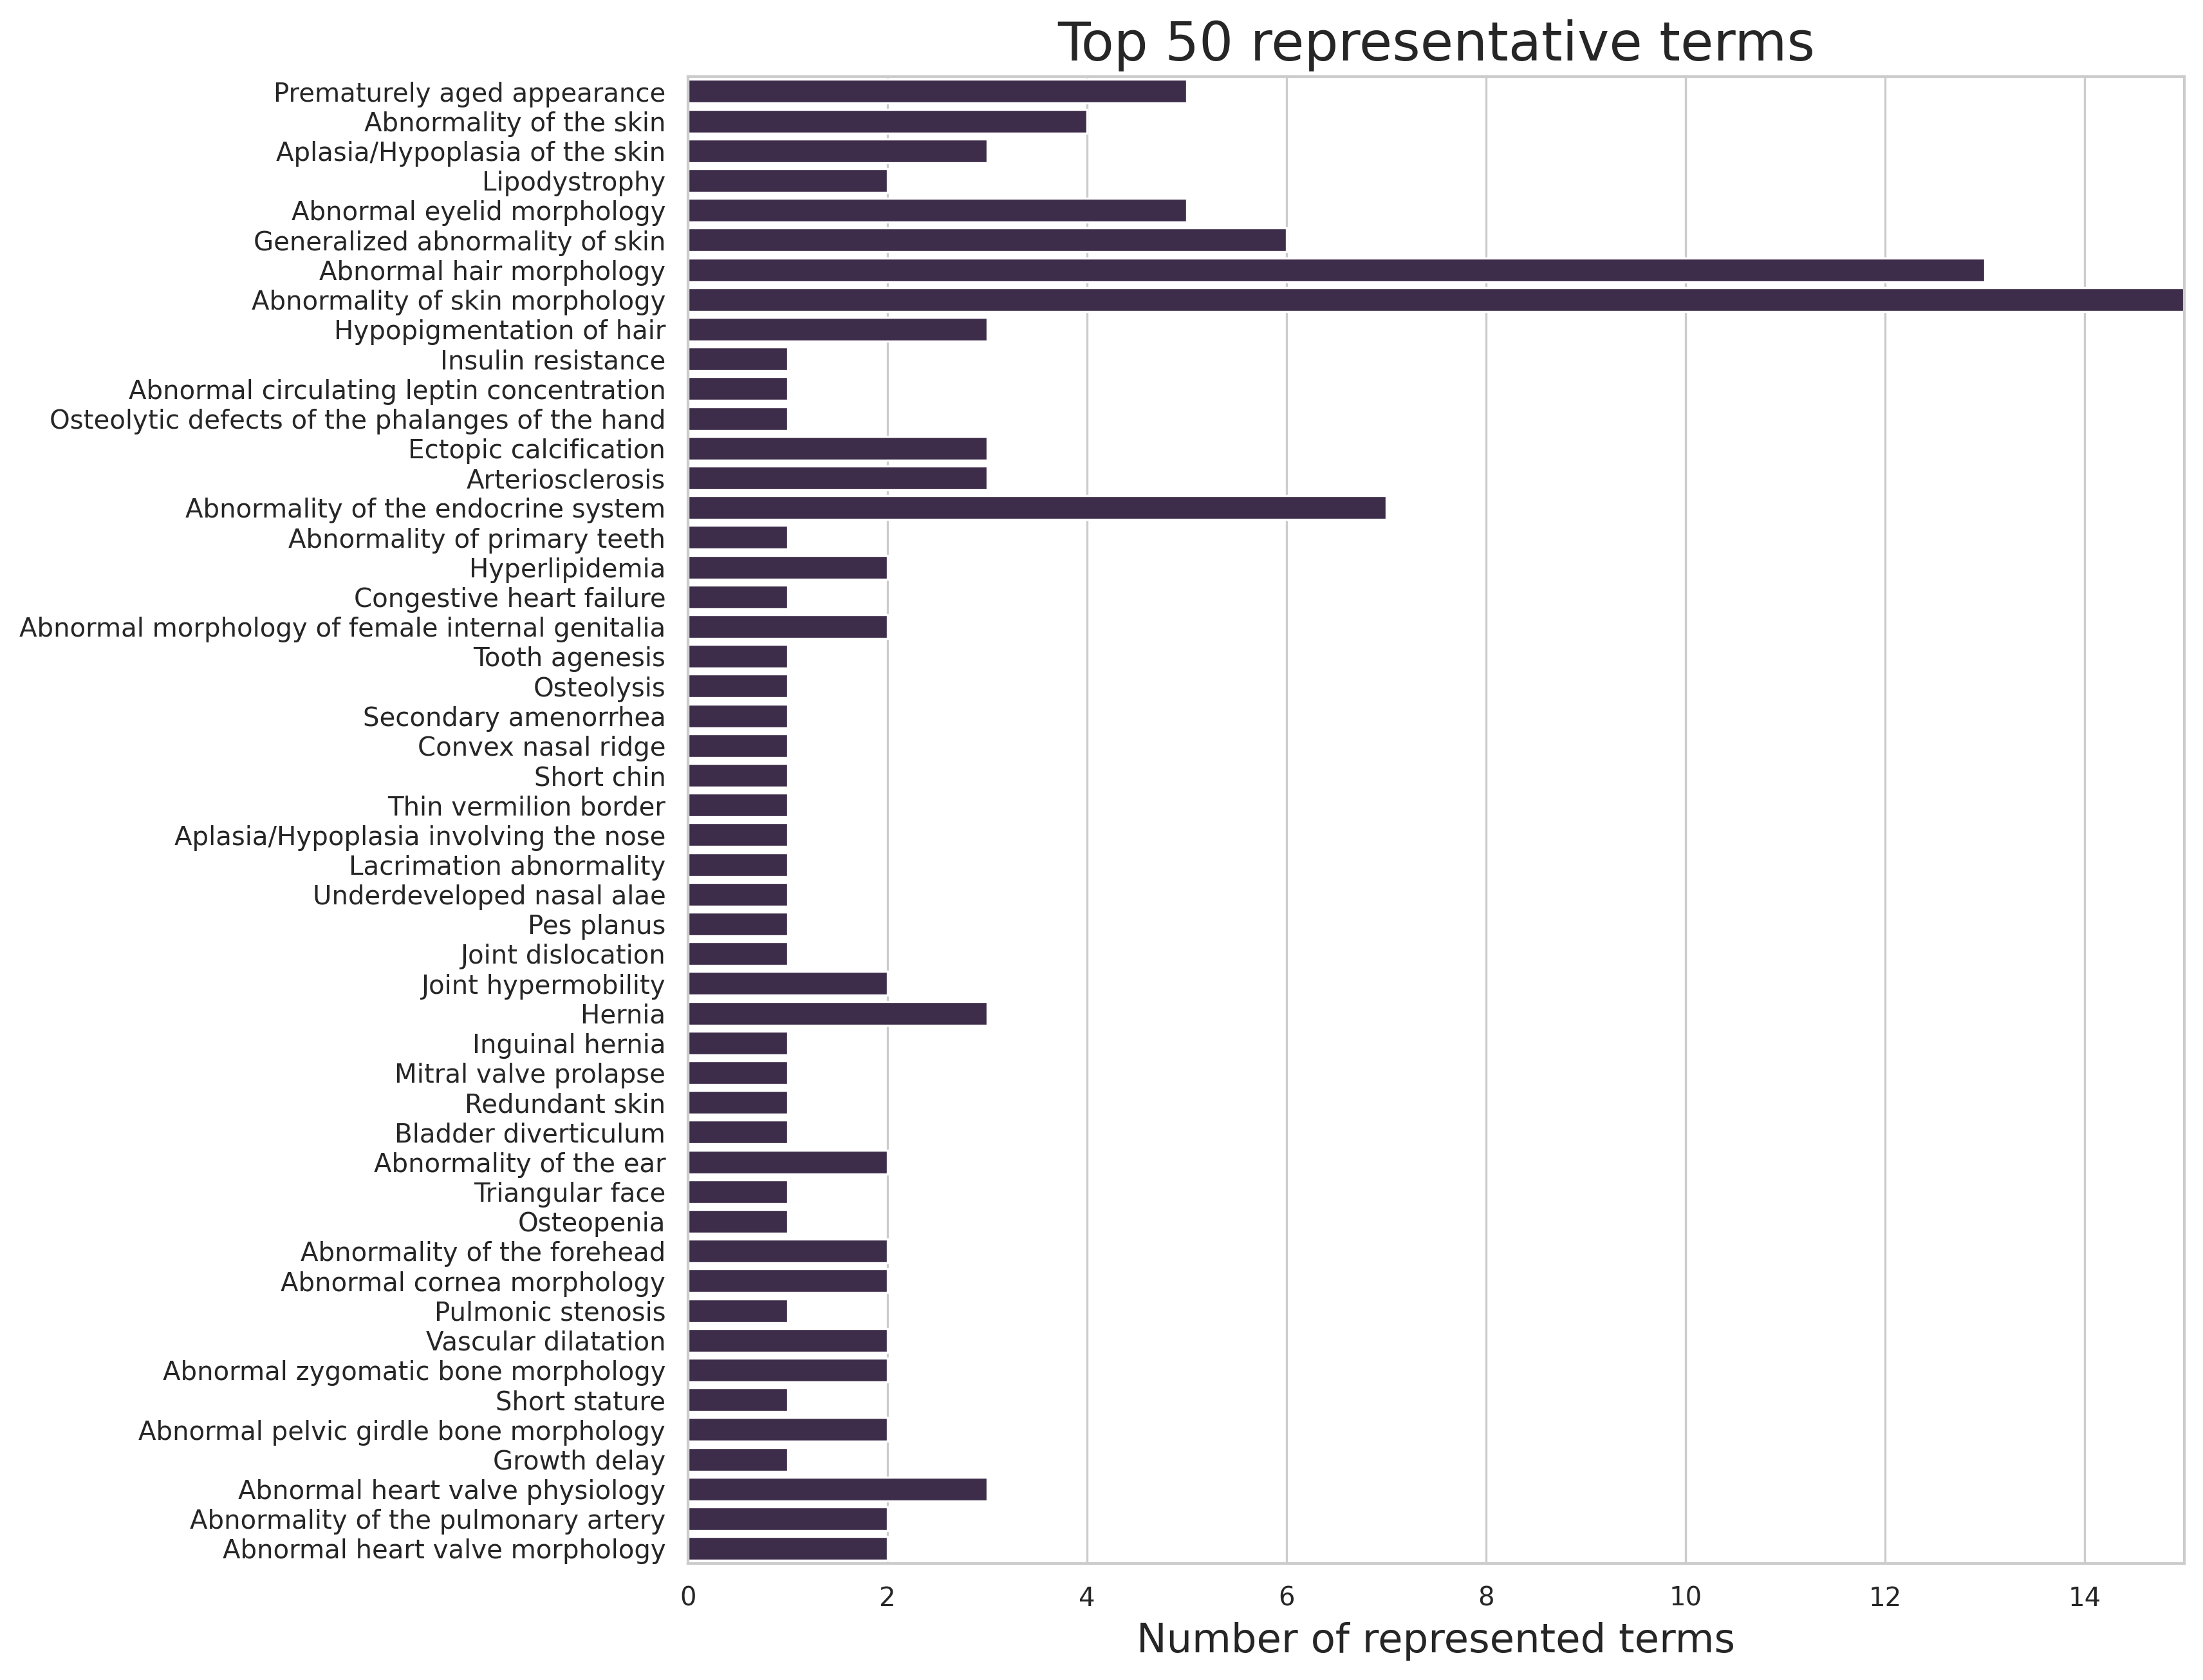 Top 50 representative terms
Prematurely aged appearance
Abnormality of the skin
Aplasia/Hypoplasia of the skin
Lipodystrophy
Abnormal eyelid morphology
Generalized abnormality of skin
Abnormal hair morphology
Abnormality of skin morphology
Hypopigmentation of hair
Insulin resistance
Abnormal circulating leptin concentration
Osteolytic defects of the phalanges of the hand
Ectopic calcification
Arteriosclerosis
Abnormality of the endocrine system
Abnormality of primary teeth
Hyperlipidemia
Congestive heart failure
Abnormal morphology of female internal genitalia
Tooth agenesis
Osteolysis
Secondary amenorrhea
Convex nasal ridge
Short chin
Thin vermilion border
Aplasia/Hypoplasia involving the nose
Lacrimation abnormality
Underdeveloped nasal alae
Pes planus
Joint dislocation
Joint hypermobility
Hernia
Inguinal hernia
Mitral valve prolapse
Redundant skin
Bladder diverticulum
Abnormality of the ear
Triangular face
Osteopenia
Abnormality of the forehead
Abnormal cornea morphology
Pulmonic stenosis
Vascular dilatation
Abnormal zygomatic bone morphology
Short stature
Abnormal pelvic girdle bone morphology
Growth delay
Abnormal heart valve physiology
Abnormality of the pulmonary artery
Abnormal heart valve morphology
0 2 4 6 8 10 12 14
Number of represented terms